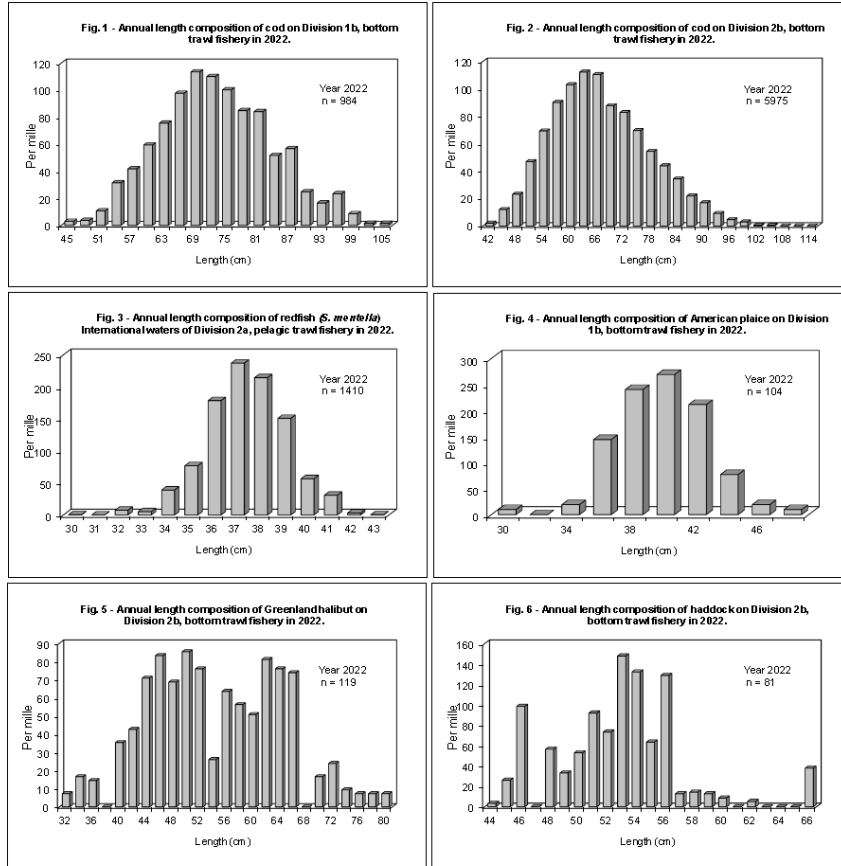 Fig. 1 - Annual length composition of cod on Division 1b, bottom
trawl fishery in 2022.
120
100
80
60
40
20
0
Per mille
Year 2022
n = 984
45 51 57 63 69 75 81 87 93 99 105
Length (cm)
Fig. 2 - Annual length composition of cod on Division 2b, bottom
trawl fishery in 2022.
120
100
80
60
40
20
0
Per mille
Year 2022
n = 5975
42 48 54 60 66 72 78 84 90 96 102 108 114
Length (cm)
Fig. 3 - Annual length composition of redfish (S. mentella)
International waters of Division 2a, pelagic trawl fishery in 2022.
250
200
150
100
50
0
Per mille
Year 2022
n = 1410
30 31 32 33 34 35 36 37 38 39 40 41 42 43
Length (cm)
Fig. 4 - Annual length composition of American plaice on Division
1b, bottom trawl fishery in 2022.
300
250
200
150
100
50
0
Per mille
Year 2022
n = 104
30 34 38 42 46
Length (cm)
Fig. 5 - Annual length composition of Greenland halibut on
Division 2b, bottom trawl fishery in 2022.
90
80
70
60
50
40
30
20
10
0
Per mille
Year 2022
n = 119
32 36 40 44 48 52 56 60 64 68 72 76 80
Length (cm)
Fig. 6 - Annual length composition of haddock on Division 2b,
bottom trawl fishery in 2022.
160
140
120
100
80
60
40
20
0
Per mille
Year 2022
n = 81
44 46 48 50 52 54 56 58 60 62 64 66
Length (cm)